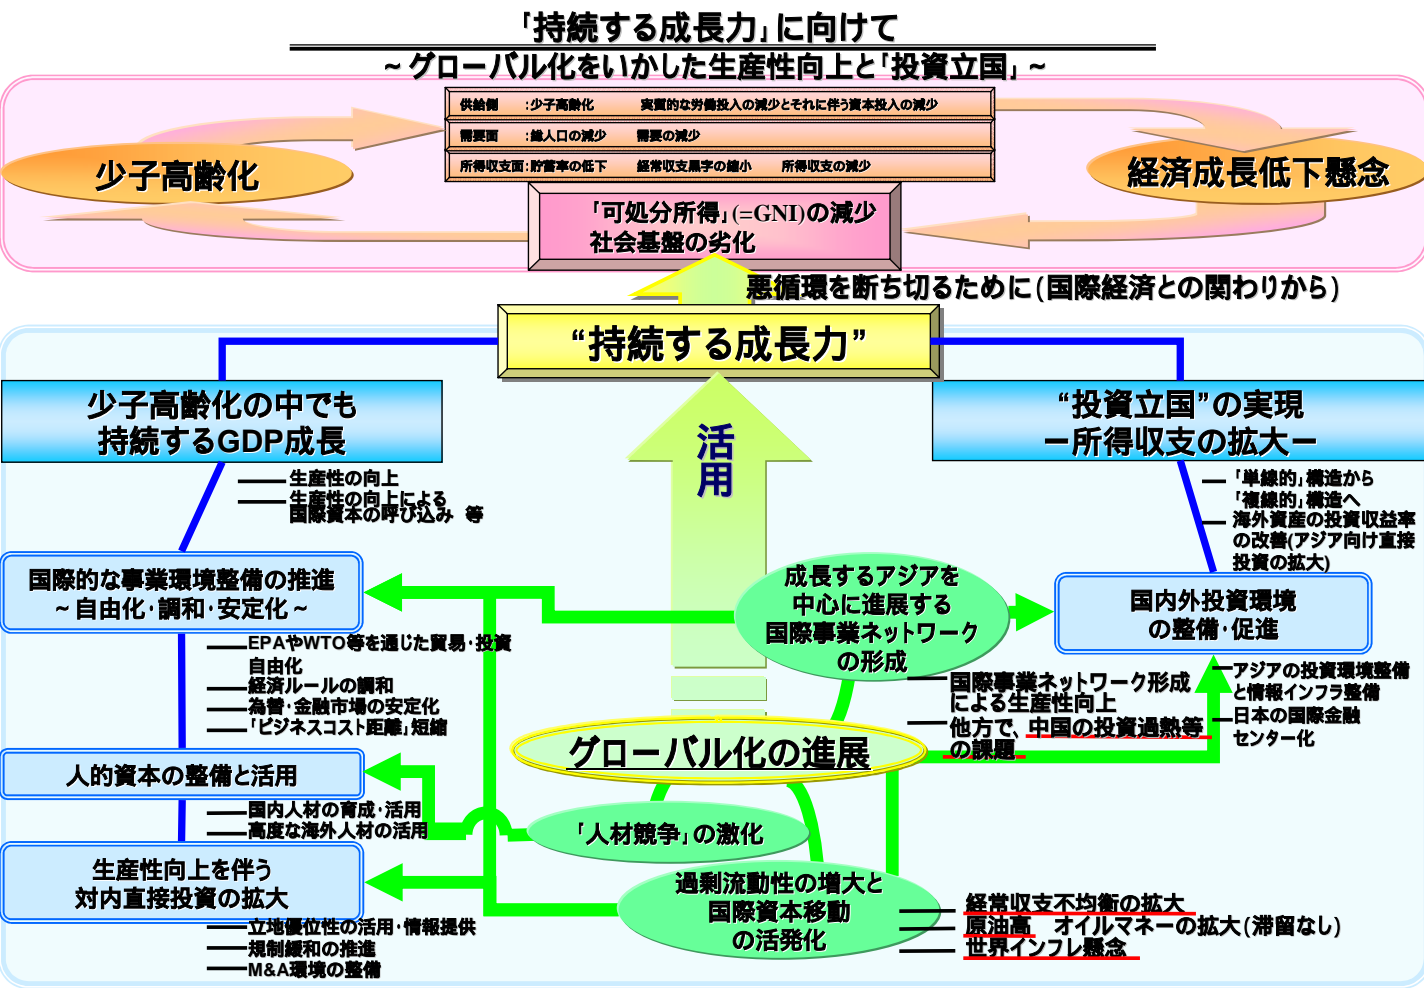 「持続する成長力」に向けて
~グローバル化をいかした生産性向上と「投資立国」~
供給側　：少子高齢化　実質的な労働投入の減少とそれに伴う資本投入の減少
需要面　：総人口の減少　需要の減少
所得収支面：貯蓄率の低下　経常収支黒字の縮小　所得収支の減少
少子高齢化
経済成長低下懸念
「可処分所得」(=GNI)の減少
社会基盤の劣化
悪循環を断ち切るために(国際経済との関わりから)
“持続する成長力”
少子高齢化の中でも
持続するGDP成長
“投資立国”の実現
ー所得収支の拡大ー
活用
生産性の向上
生産性の向上による
国際資本の呼び込み　等
「単線的」構造から
「複線的」構造へ
海外資産の投資収益率
の改善(アジア向け直接
投資の拡大)
国際的な事業環境整備の推進
~自由化・調和・安定化~
成長するアジアを
中心に進展する
国際事業ネットワーク
の形成
国内外投資環境
の整備・促進
EPAやWTO等を通じた貿易・投資
自由化
経済ルールの調和
為替・金融市場の安定化
「ビジネスコスト距離」短縮
国際事業ネットワーク形成
による生産性向上
他方で、中国の投資過熱等
の課題
アジアの投資環境整備
と情報インフラ整備
日本の国際金融
センター化
グローバル化の進展
人的資本の整備と活用
国内人材の育成・活用
高度な海外人材の活用
「人材競争」の激化
生産性向上を伴う
対内直接投資の拡大
過剰流動性の増大と
国際資本移動
の活発化
立地優位性の活用・情報提供
規制緩和の推進
M&A環境の整備
経常収支不均衡の拡大
原油高　オイルマネーの拡大(滞留なし)
世界インフレ懸念